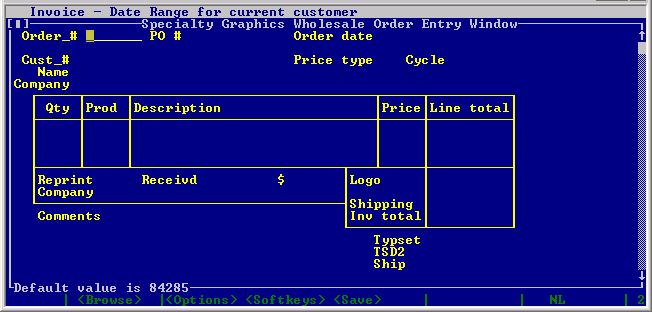 Invoice - Date Range for current customer
Specialty Graphics Wholesale Order Entry Window
Order_# PO # Order date
Cust_# Price type Cycle
Name
Company
Qty Prod Description Price Line total
Reprint Receivd $ Logo
Company
Shipping
Comments Inv total
Typset
TSD2
Ship
Default value is 84285
| <Browse> |<Options> <Softkeys> <Save> | | NL | 2